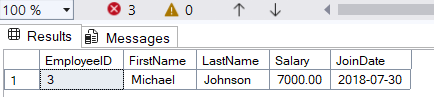 100 % 3 0
Results Messages
EmployeeID FirstName LastName Salary JoinDate
1 3 Michael Johnson 7000.00 2018-07-30